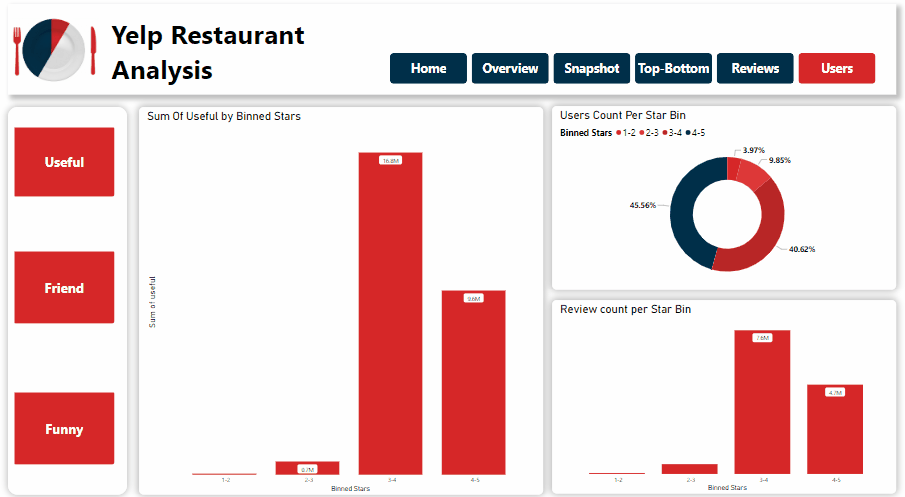 Yelp Restaurant
Analysis
Home
Overview
Snapshot
Top-Bottom
Reviews
Users
Useful
Friend
Funny
Sum Of Useful by Binned Stars
Sum of useful
16.8M
9.6M
0.7M
1-2
2-3
3-4
4-5
Binned Stars
Users Count Per Star Bin
Binned Stars 1-2 2-3 3-4 4-5
3.97%
9.85%
45.56%
40.62%
Review count per Star Bin
7.6M
4.7M
1-2
2-3
3-4
4-5
Binned Stars